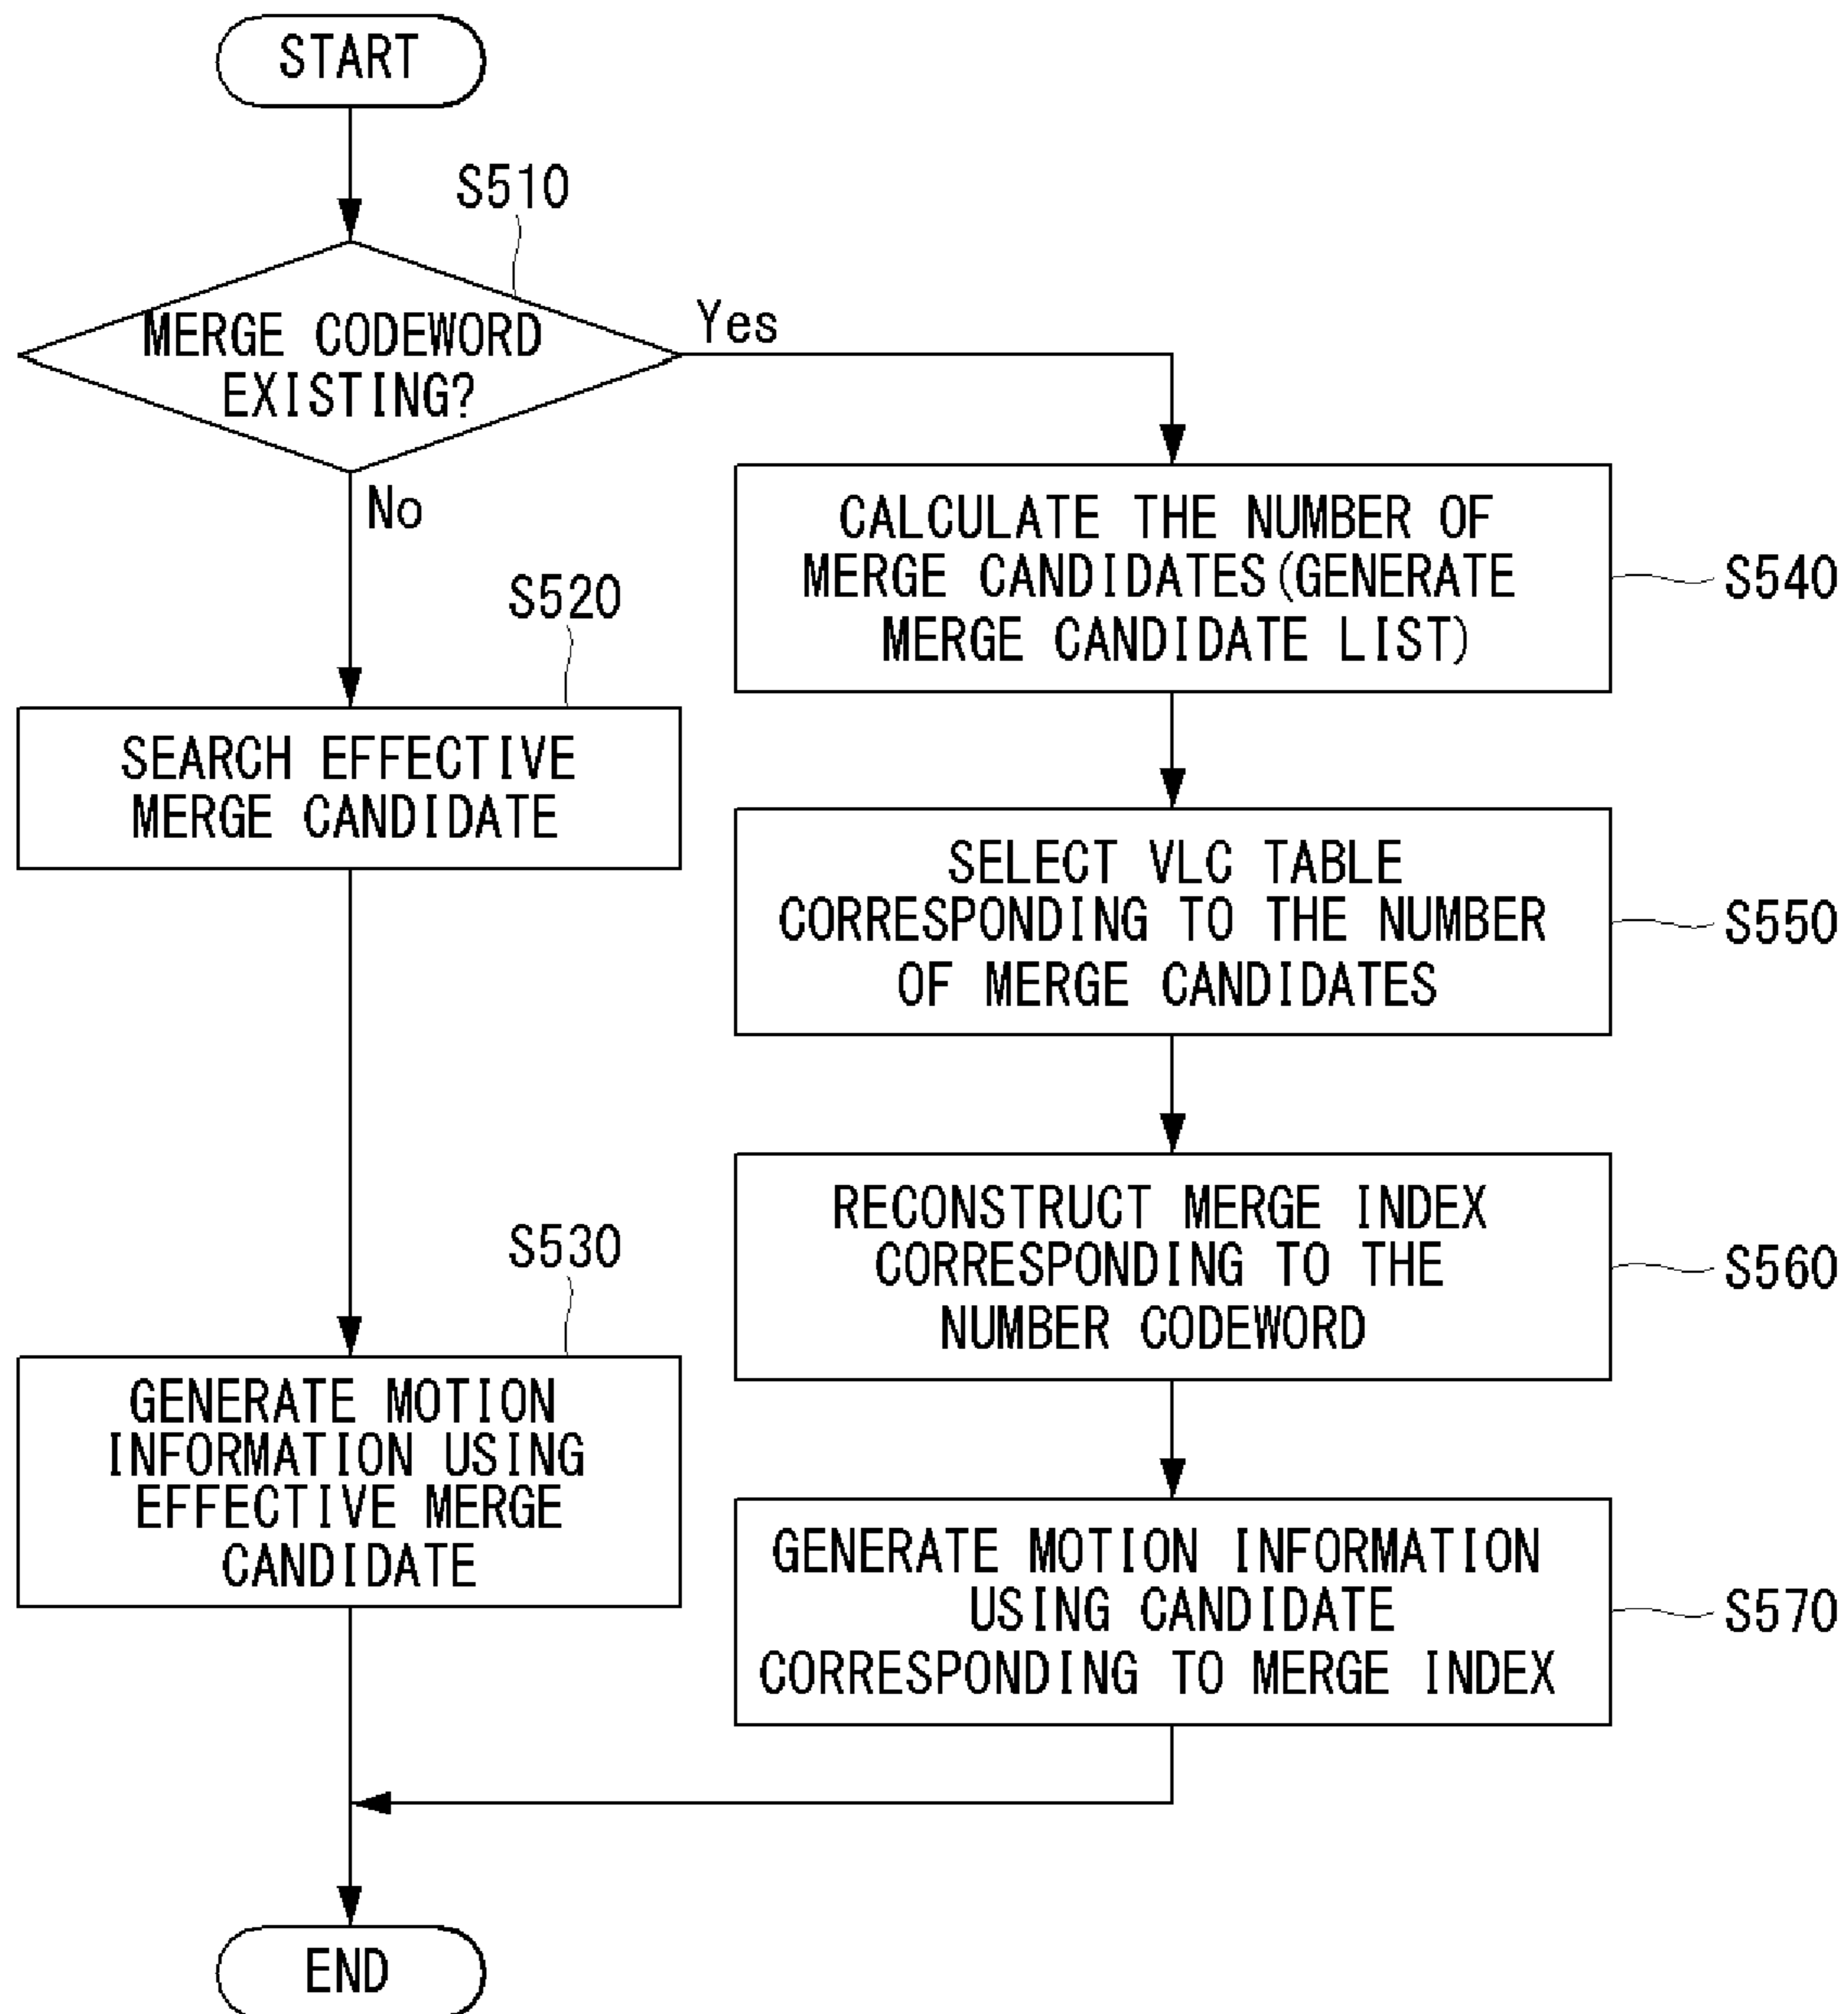 START
S510
MERGE CODEWORD
EXISTING?
Yes
No
S520
SEARCH EFFECTIVE
MERGE CANDIDATE
S530
GENERATE MOTION
INFORMATION USING
EFFECTIVE MERGE
CANDIDATE
CALCULATE THE NUMBER OF
MERGE CANDIDATES(GENERATE
MERGE CANDIDATE LIST)
S540
SELECT VLC TABLE
CORRESPONDING TO THE NUMBER
OF MERGE CANDIDATES
S550
RECONSTRUCT MERGE INDEX
CORRESPONDING TO THE
NUMBER CODEWORD
S560
GENERATE MOTION INFORMATION
USING CANDIDATE
CORRESPONDING TO MERGE INDEX
S570
END